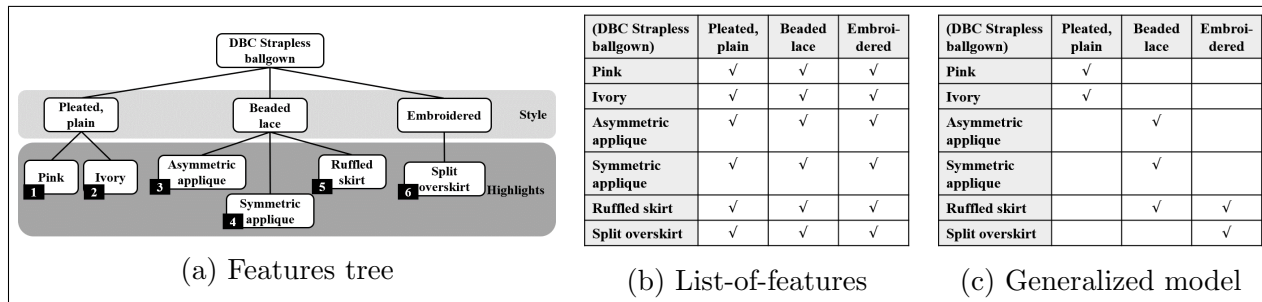 DBC Strapless
ballgown
Pleated,
plain
Beaded
lace
Embroidered
Style
Pink
1
Ivory
2
Asymmetric
applique
3
Symmetric
applique
4
Ruffled
skirt
5
Split
overskirt
6
Highlights
(a) Features tree
(DBC Strapless
ballgown)
Pleated,
plain
Beaded
lace
Embroi-
dered
Pink √ √ √
Ivory √ √ √
Asymmetric √ √ √
applique
Symmetric √ √ √
applique
Ruffled skirt √ √ √
Split overskirt √ √ √
(b) List-of-features
(DBC Strapless
ballgown)
Pleated,
plain
Beaded
lace
Embroi-
dered
Pink √
Ivory √
Asymmetric √
applique
Symmetric √
applique
Ruffled skirt √ √
Split overskirt √
(c) Generalized model